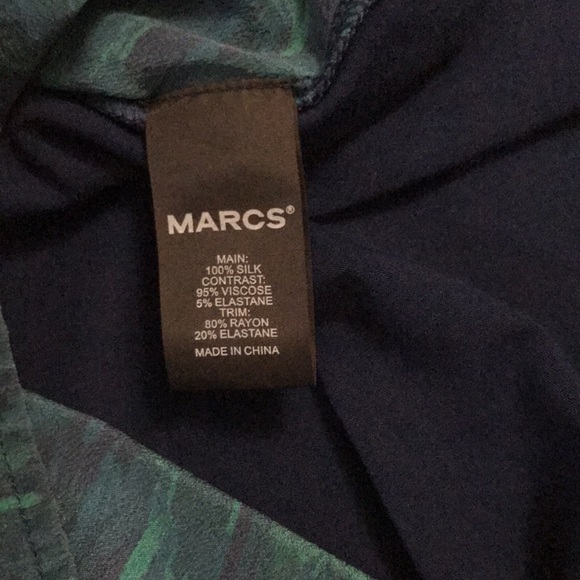 MARCS®
MAIN:
100% SILK
CONTRAST:
95% VISCOSE
5% ELASTANE
TRIM:
80% RAYON
20% ELASTANE
MADE IN CHINA